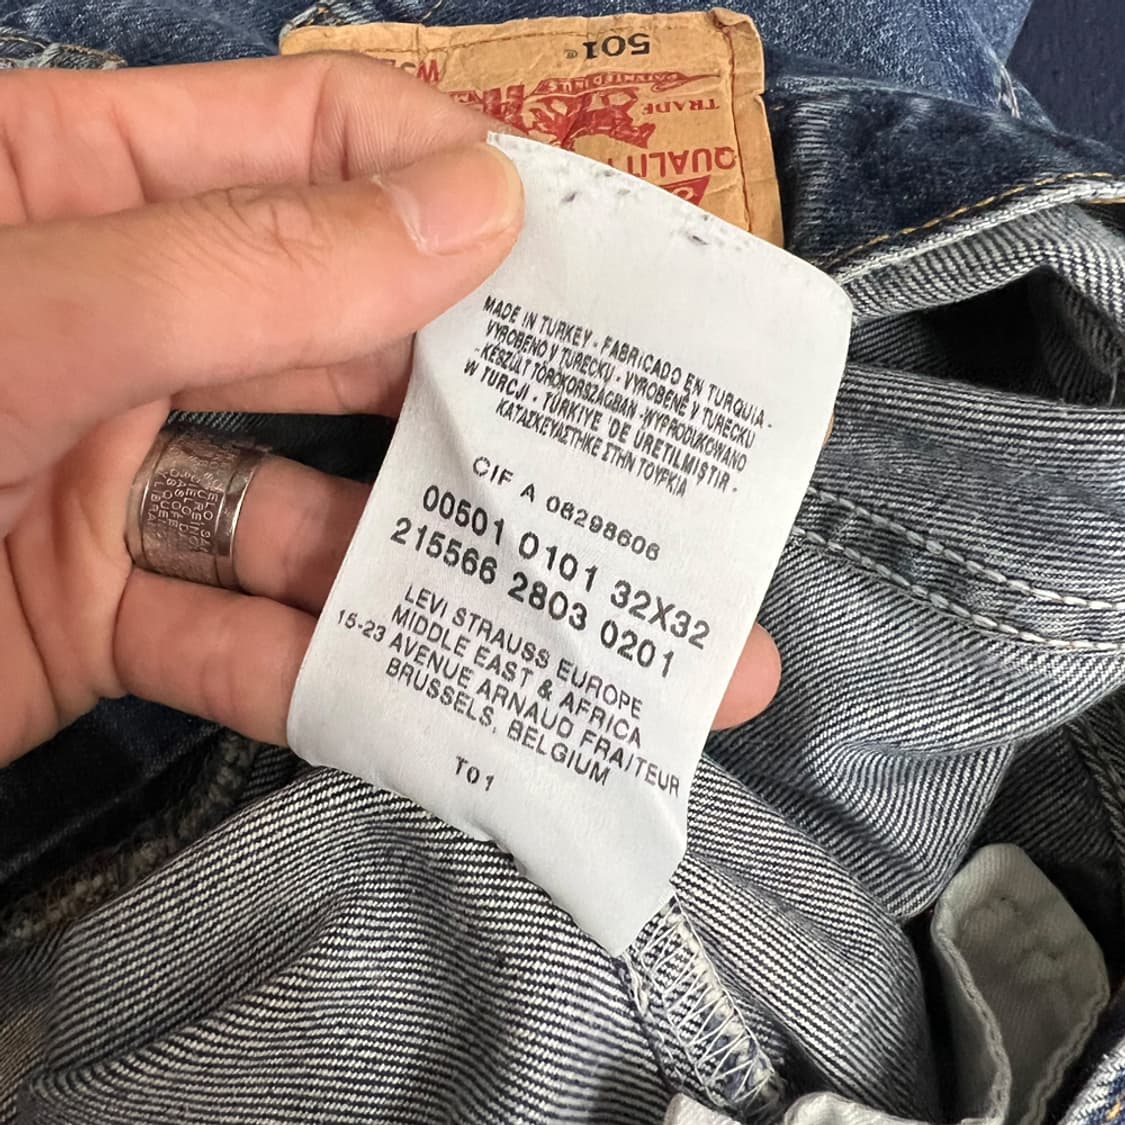 501®
TRADE
QUALIT
MADE IN TURKEY - FABRICADO EN TURQUIA -
VYROBENO V TURECKU - VYROBENÉ V TURECKU
- KÉSZÜLT TÖRÖKORSZÁGBAN - WYPRODUKOWANO
W TURCJI - TÜRKIYE 'DE ÜRETILMIŞTIR -
ΚΑΤΑΣΚΕΥΑΣΤΗΚΕ ΣΤΗΝ ΤΟΥΡΚΙΑ
CIF A 08298606
00501 0101 32X32
215566 2803 0201
LEVI STRAUSS EUROPE
MIDDLE EAST & AFRICA
15-23 AVENUE ARNAUD FRAITEUR
BRUSSELS, BELGIUM
T01